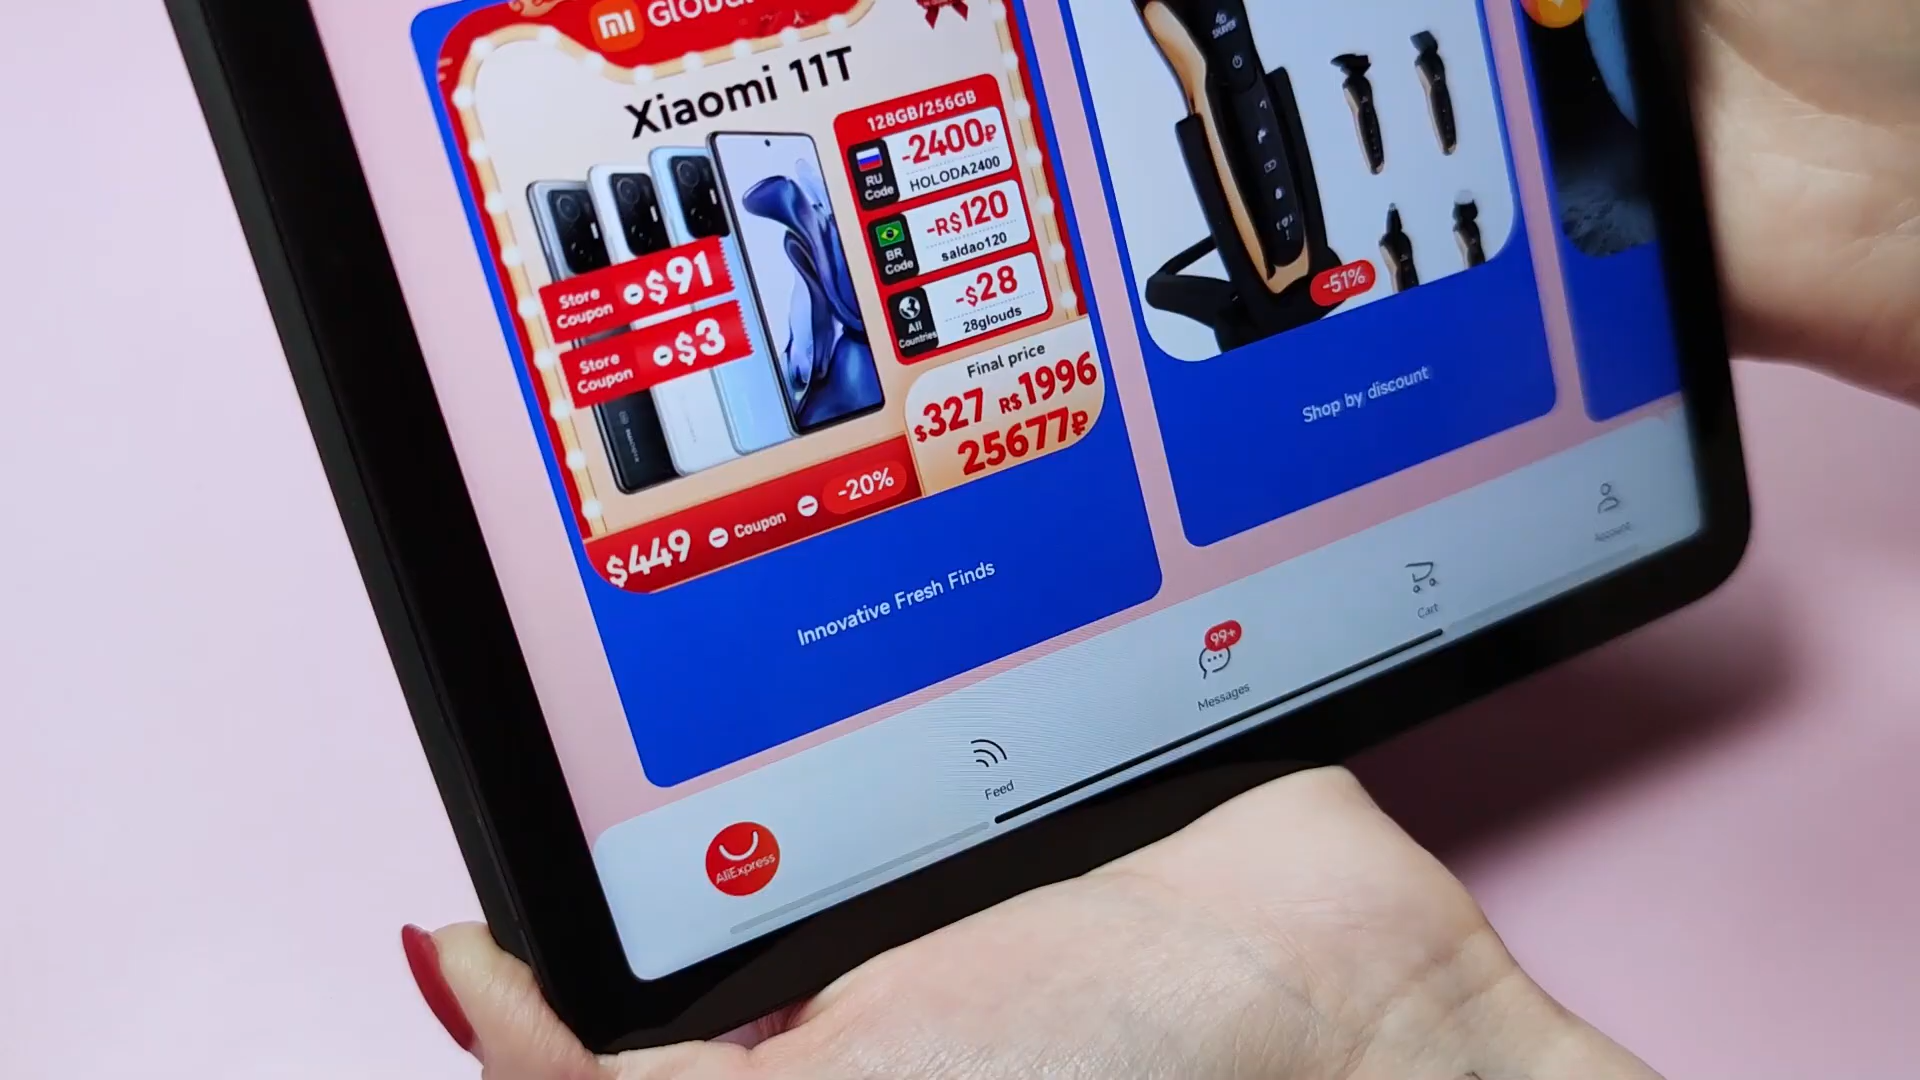 mi Global
Xiaomi 11T
128GB/256GB
RU
Code
-2400₽
HOLODA2400
BR
Code
-R$120
saldao120
All
Countries
-$28
28glouds
Store
Coupon
-$91
Store
Coupon
-$3
Final price
$327 R$1996
25677₽
$449 - Coupon - -20%
Innovative Fresh Finds
SHAVER
-51%
Shop by discount
AliExpress
Feed
99+
Messages
Cart
Account